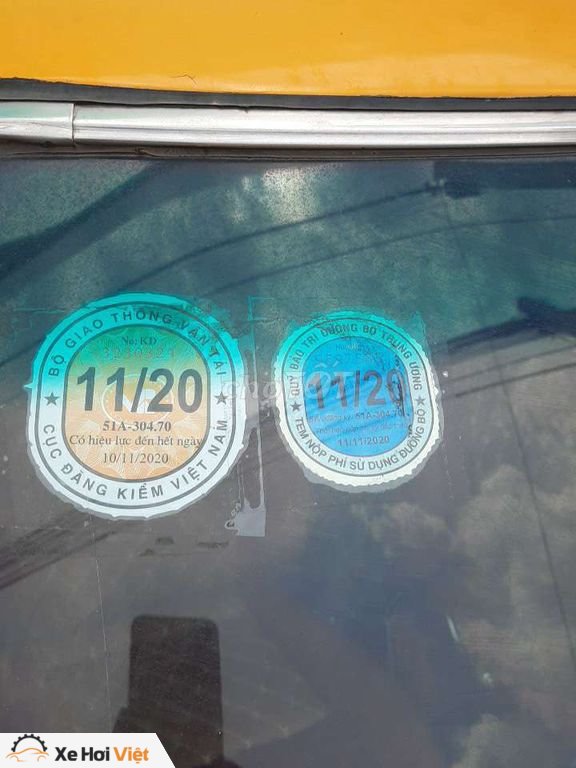 BỘ GIAO THÔNG VẬN TẢI
No: KD
3230324
11/20
51A-304.70
Có hiệu lực đến hết ngày
10/11/2020
CỤC ĐĂNG KIỂM VIỆT NAM
QUỸ BẢO TRÌ ĐƯỜNG BỘ TRUNG ƯƠNG
11/20
51A-304.70
11/11/2020
TEM NỘP PHÍ SỬ DỤNG ĐƯỜNG BỘ
Xe Hơi Việt